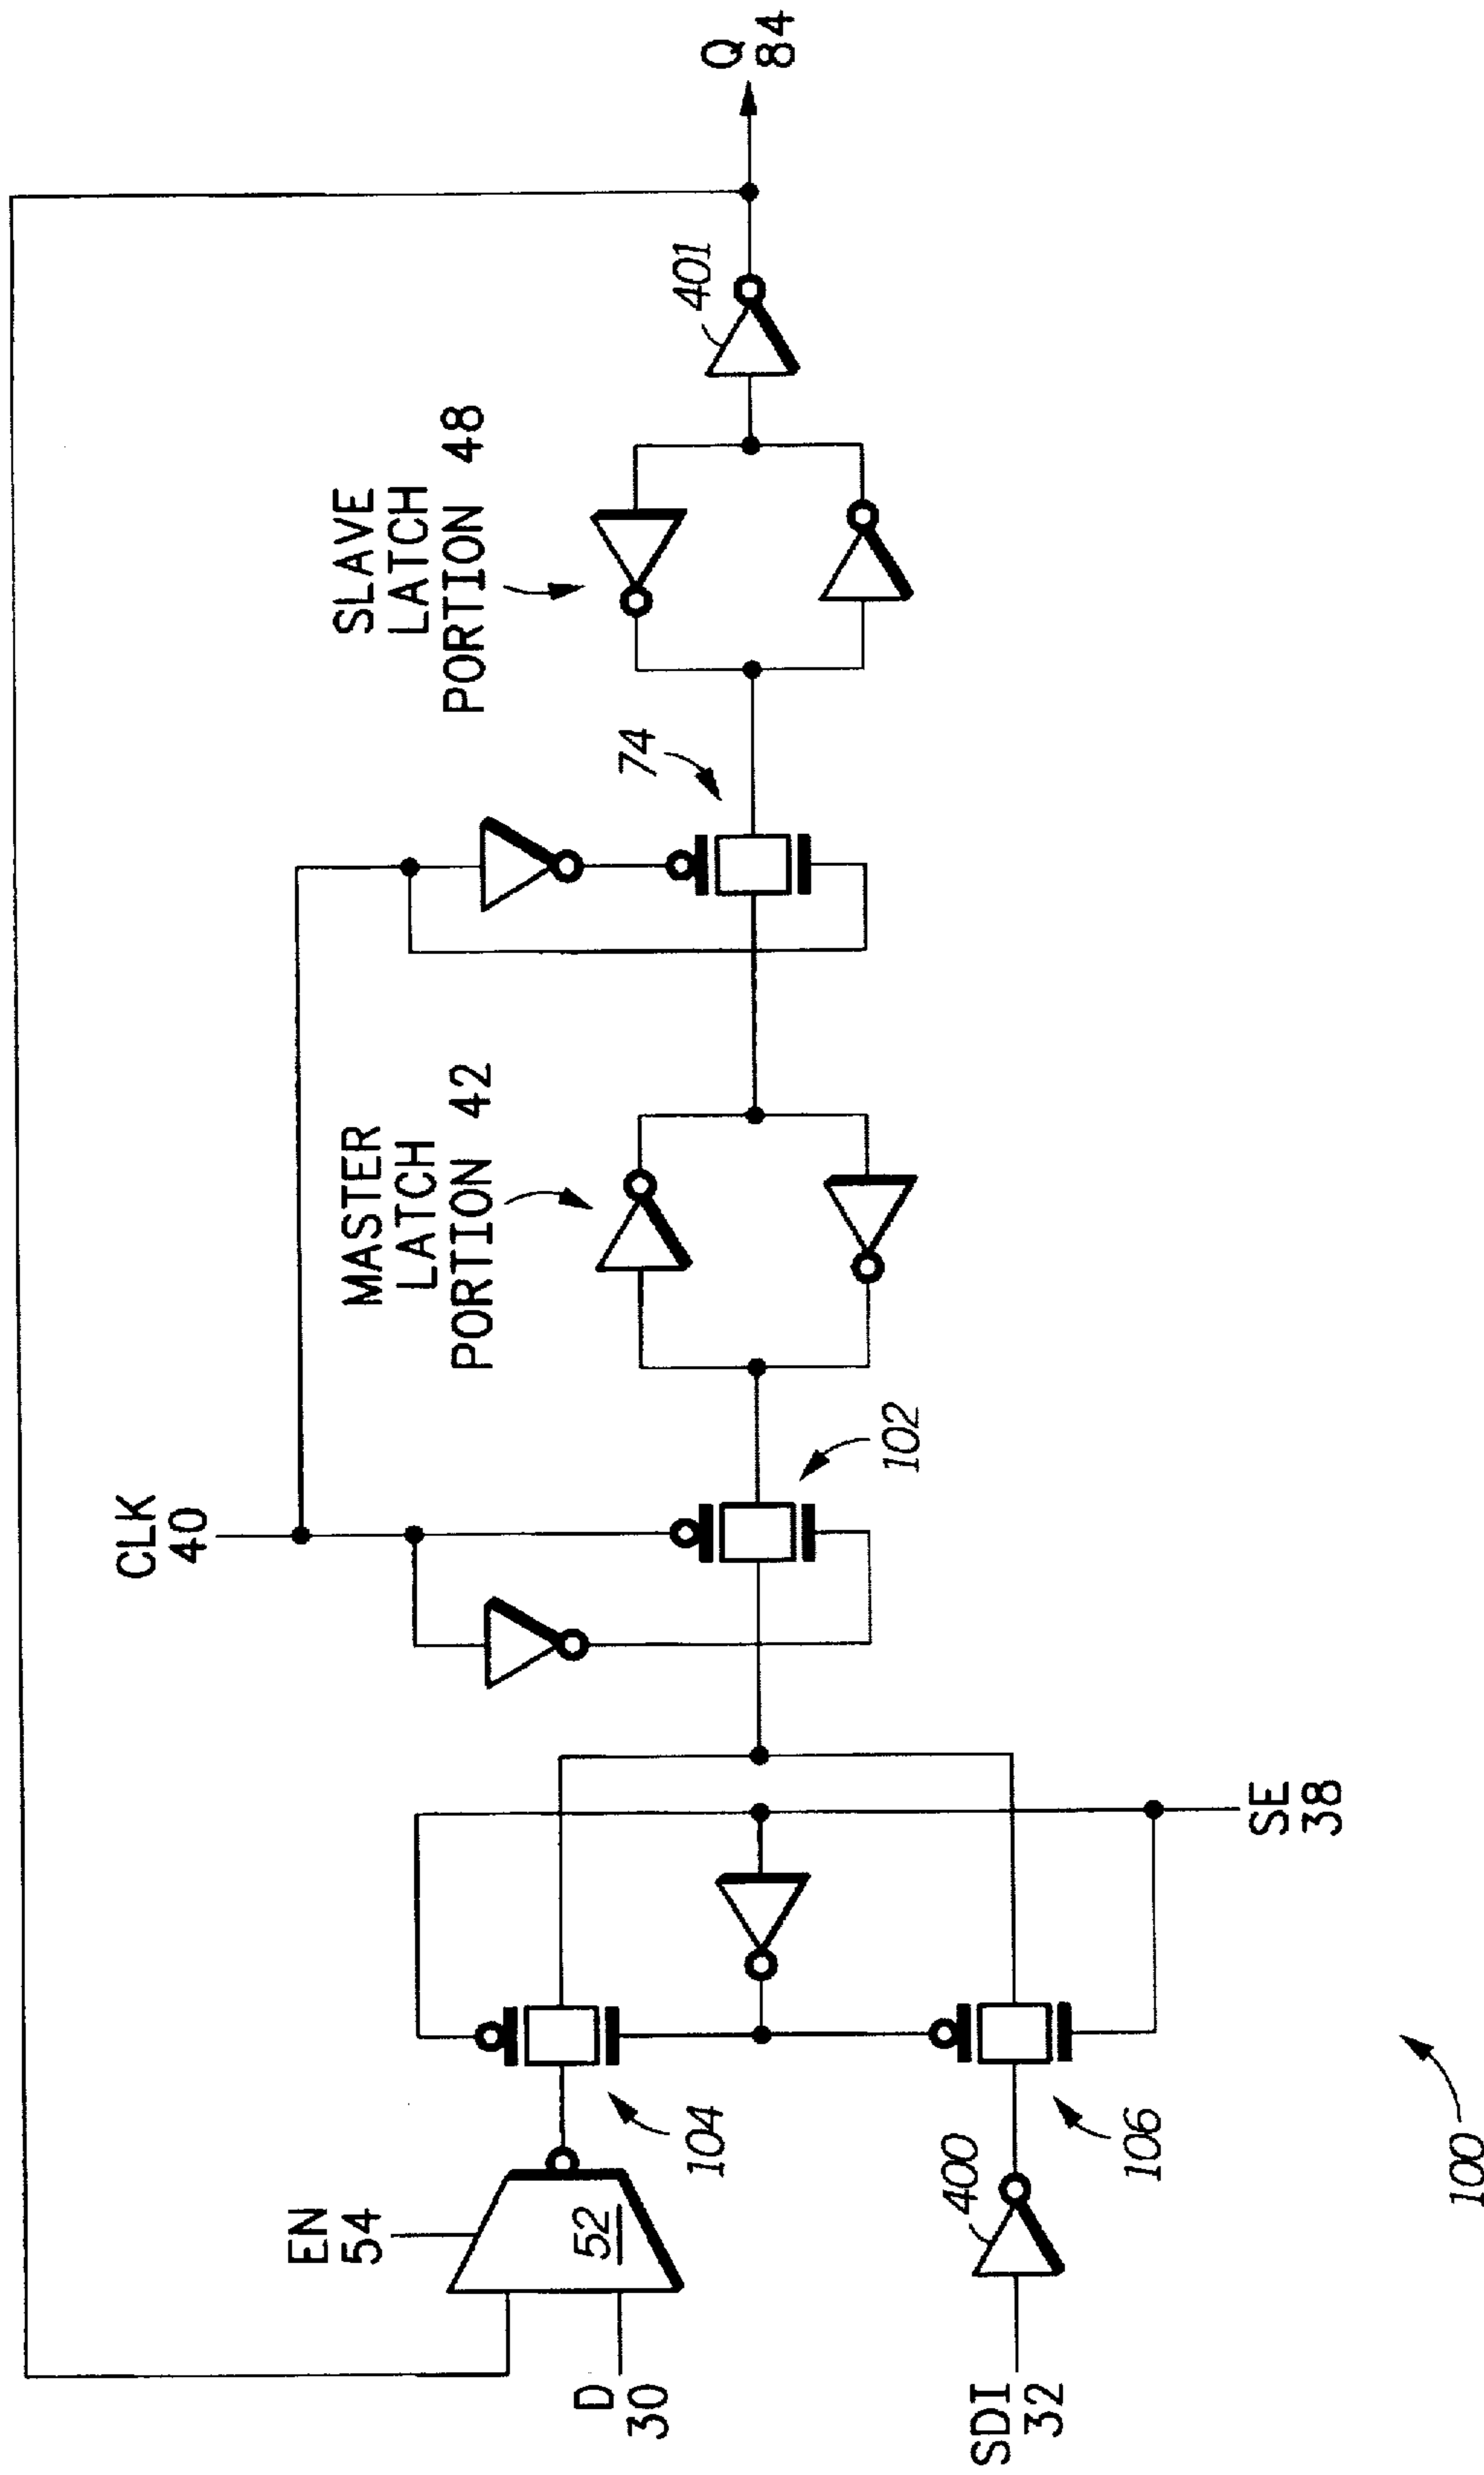 Q
84
401
SLAVE
LATCH
PORTION 48
74
MASTER
LATCH
PORTION 42
102
CLK
40
SE
38
104
106
EN
54
52
400
D
30
SDI
32
100